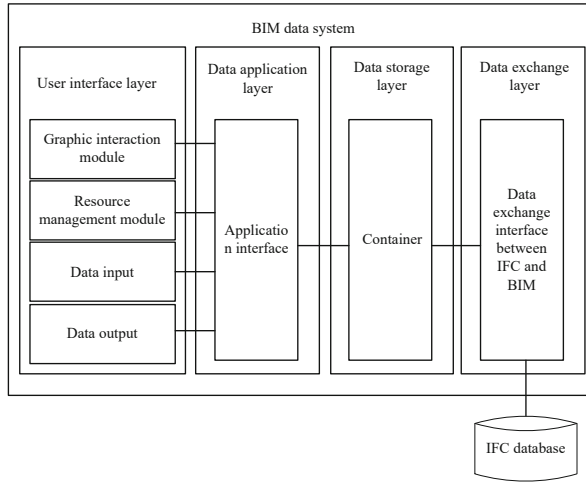 BIM data system
User interface layer
Graphic interaction
module
Resource
management module
Data input
Data output
Data application
layer
Applicatio
n interface
Data storage
layer
Container
Data exchange
layer
Data
exchange
interface
between
IFC and
BIM
IFC database